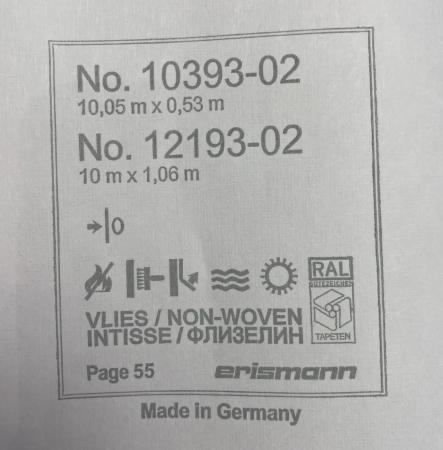 No. 10393-02
10,05 m x 0,53 m
No. 12193-02
10 m x 1,06 m
0
RAL
GÜTEZEICHEN
TAPETEN
VLIES / NON-WOVEN
INTISSE / ФЛИЗЕЛИН
Page 55 erismann
Made in Germany